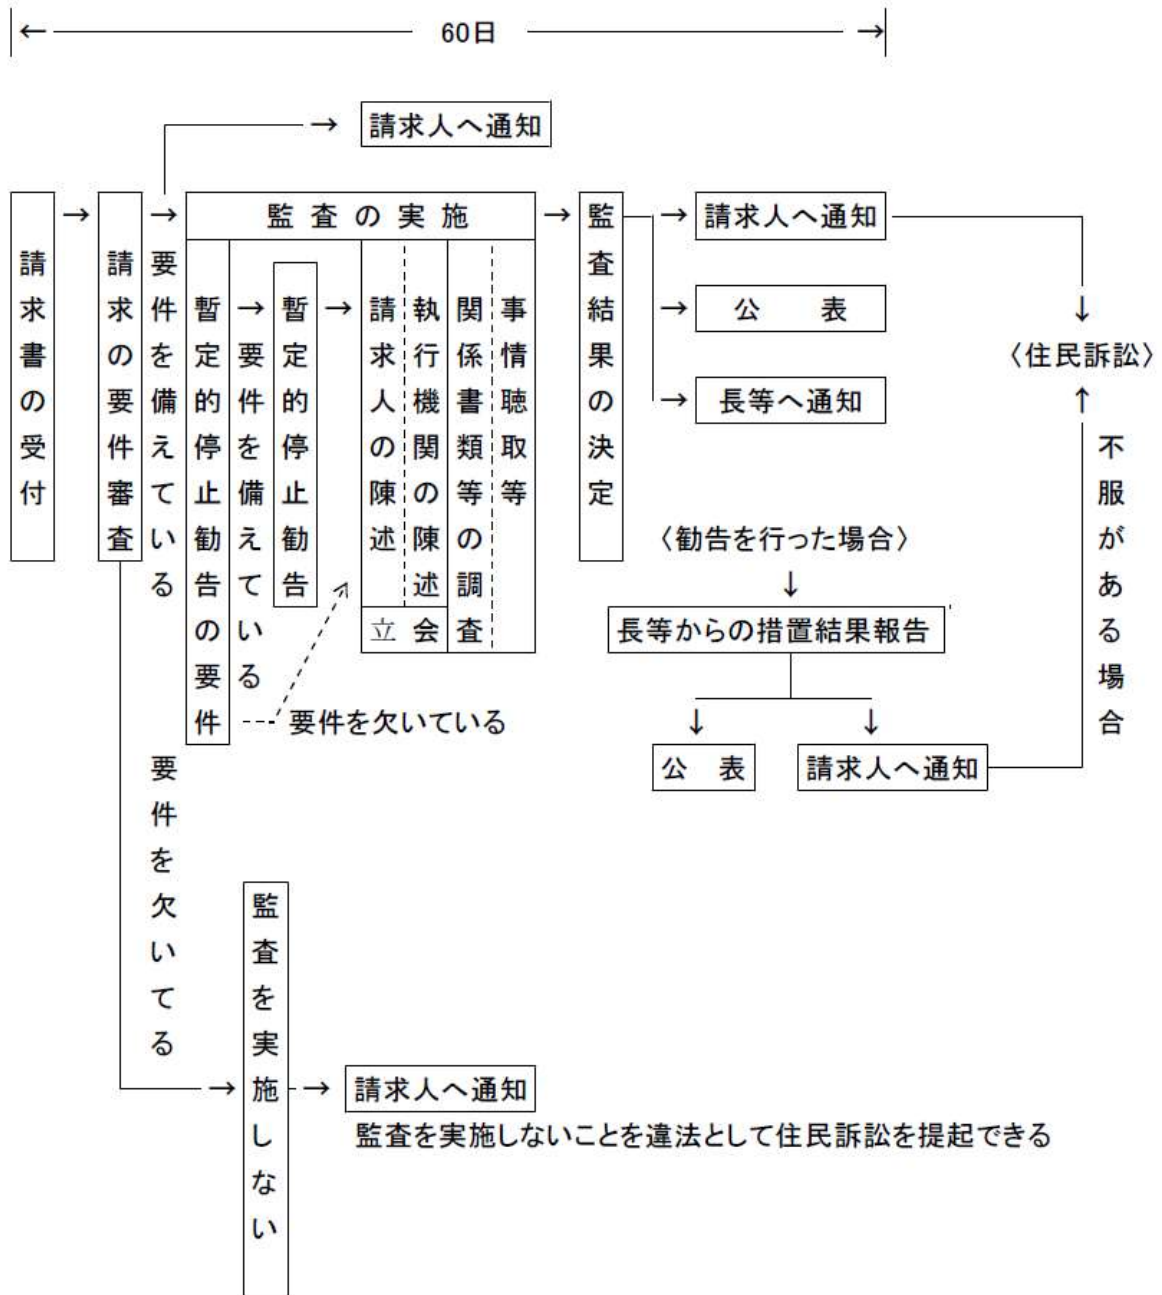 60日
請求人へ通知
請求書の受付
請求の要件審査
要件を備えている
監査の実施
暫定的停止勧告の要件
要件を備えている
暫定的停止勧告
請求人の陳述
執行機関の陳述
立会
関係書類等の調査
事情聴取等
要件を欠いている
監査結果の決定
請求人へ通知
公表
長等へ通知
〈住民訴訟〉
不服がある場合
〈勧告を行った場合〉
長等からの措置結果報告
公表
請求人へ通知
要件を欠いてる
監査を実施しない
請求人へ通知
監査を実施しないことを違法として住民訴訟を提起できる